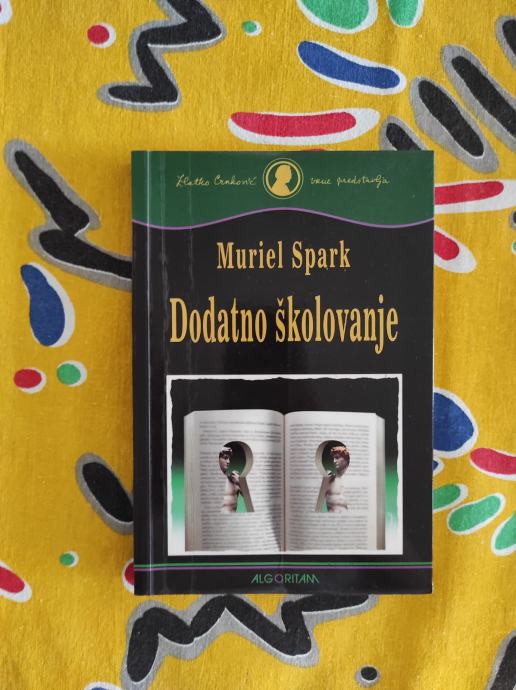 Zlatko Crnković vam predstavlja
Muriel Spark
Dodatno školovanje
ALGORITAM